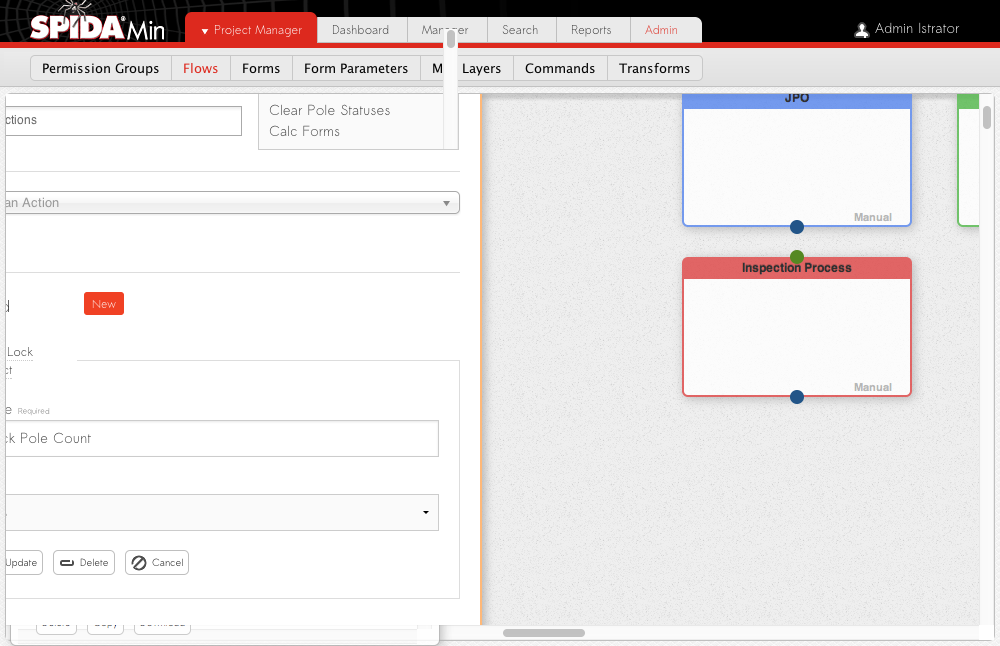 SPIDA Min
Project Manager
Dashboard
Manager
Search
Reports
Admin
Admin Istrator
Permission Groups
Flows
Forms
Form Parameters
Layers
Commands
Transforms
ctions
Clear Pole Statuses
Calc Forms
an Action
New
Lock
ct
e Required
ck Pole Count
Update
Delete
Cancel
JPO
Manual
Inspection Process
Manual
Copy